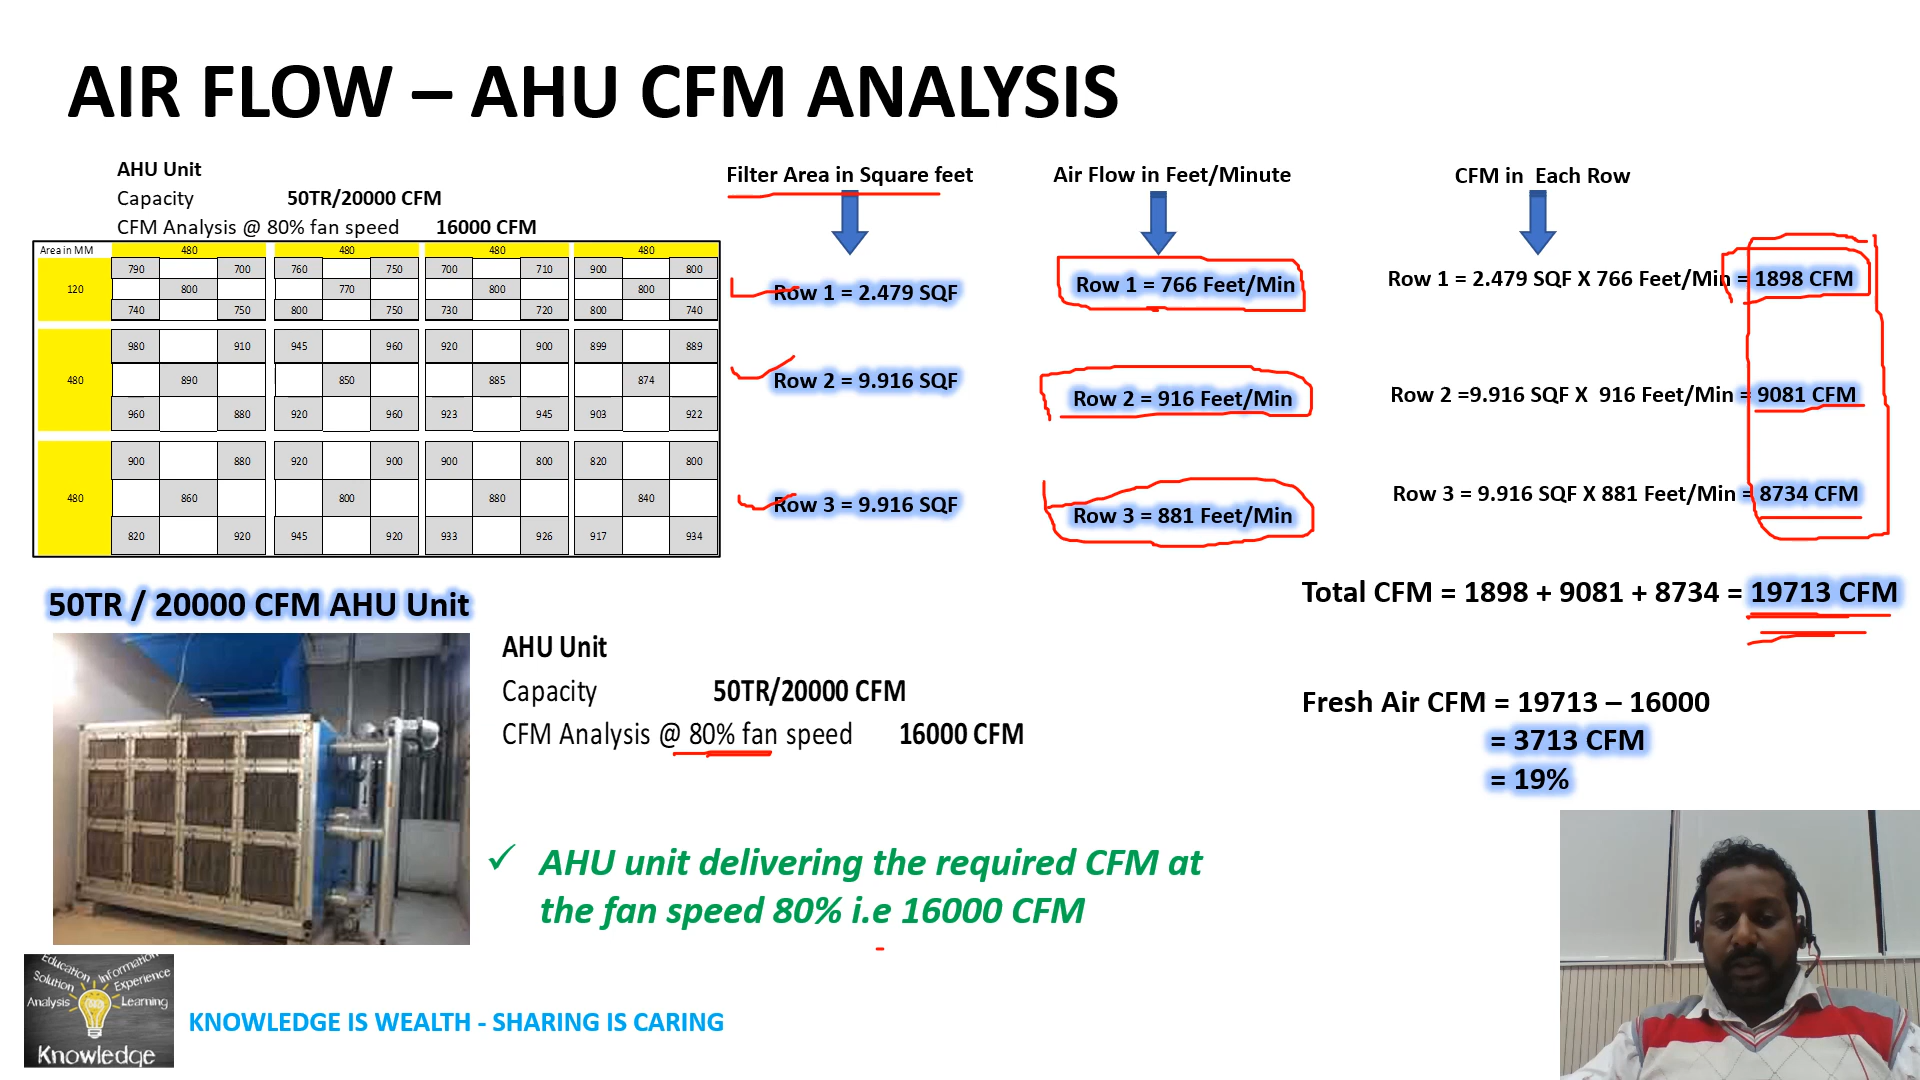 AIR FLOW – AHU CFM ANALYSIS
AHU Unit
Capacity 50TR/20000 CFM
CFM Analysis @ 80% fan speed 16000 CFM
Area in MM 480 480 480 480
790 700 760 750 700 710 900 800
120 800 770 800 800
740 750 800 750 730 720 800 740
980 910 945 960 920 900 899 889
480 890 850 885 874
960 880 920 960 923 945 903 922
900 880 920 900 900 800 820 800
480 860 800 880 840
820 920 945 920 933 926 917 934
Filter Area in Square feet
Row 1 = 2.479 SQF
Row 2 = 9.916 SQF
Row 3 = 9.916 SQF
Air Flow in Feet/Minute
Row 1 = 766 Feet/Min
Row 2 = 916 Feet/Min
Row 3 = 881 Feet/Min
CFM in Each Row
Row 1 = 2.479 SQF X 766 Feet/Min = 1898 CFM
Row 2 =9.916 SQF X 916 Feet/Min = 9081 CFM
Row 3 = 9.916 SQF X 881 Feet/Min = 8734 CFM
Total CFM = 1898 + 9081 + 8734 = 19713 CFM
Fresh Air CFM = 19713 – 16000
= 3713 CFM
= 19%
50TR / 20000 CFM AHU Unit
AHU Unit
Capacity 50TR/20000 CFM
CFM Analysis @ 80% fan speed 16000 CFM
✓ AHU unit delivering the required CFM at
the fan speed 80% i.e 16000 CFM
Education Information
Solution Experience
Analysis Learning
Knowledge
KNOWLEDGE IS WEALTH - SHARING IS CARING